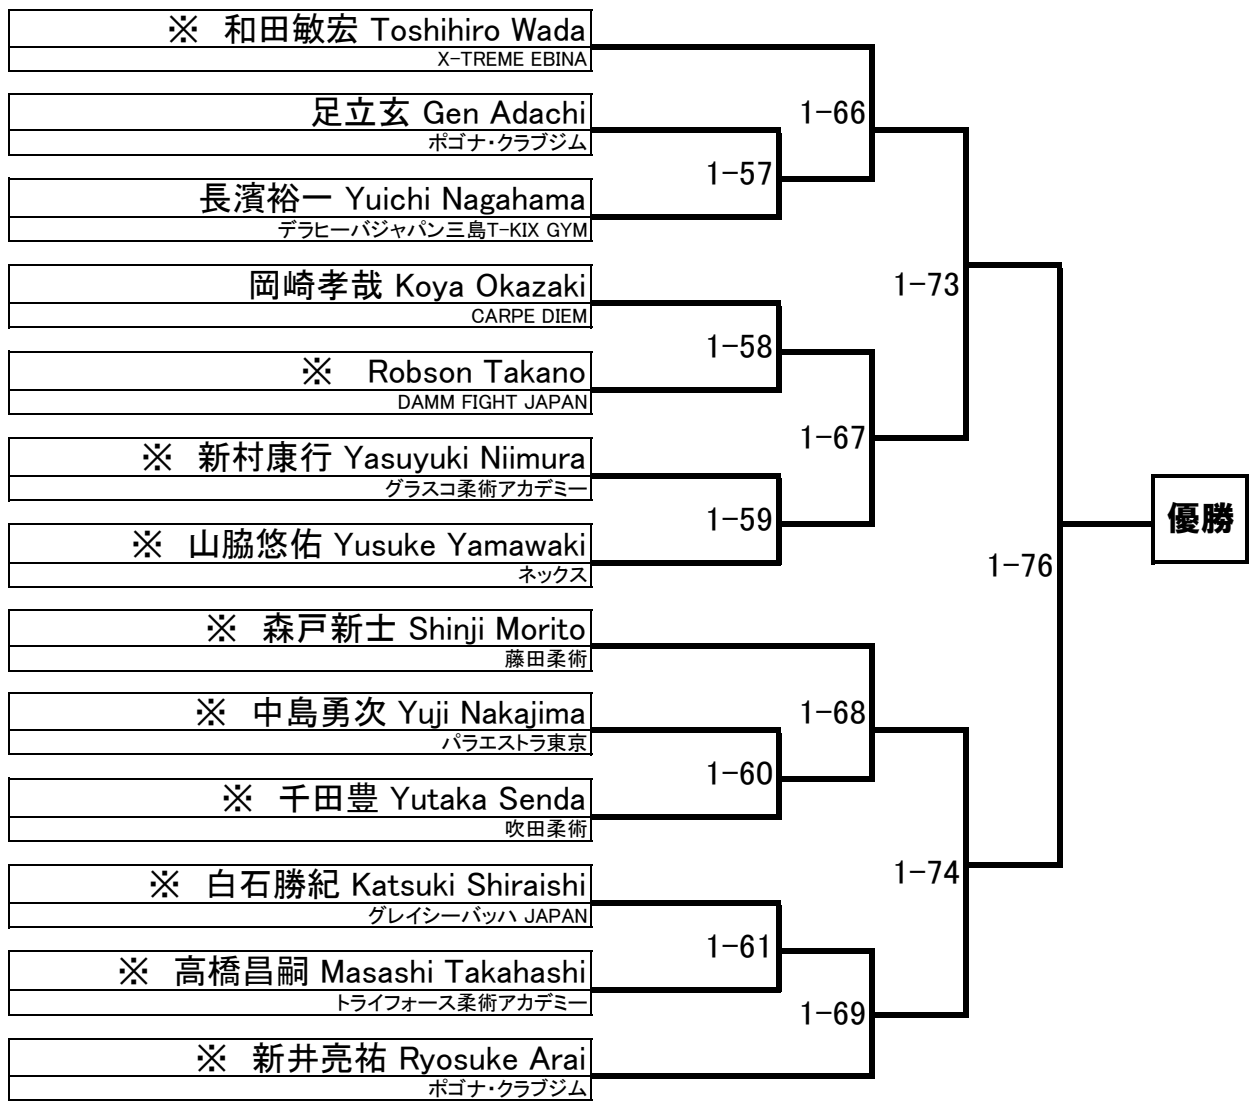 ※ 和田敏宏 Toshihiro Wada
X-TREME EBINA
足立玄 Gen Adachi
ポゴナ・クラブジム
長濱裕一 Yuichi Nagahama
デラヒーバジャパン三島T-KIX GYM
岡崎孝哉 Koya Okazaki
CARPE DIEM
※ Robson Takano
DAMM FIGHT JAPAN
※ 新村康行 Yasuyuki Niimura
グラスコ柔術アカデミー
※ 山脇悠佑 Yusuke Yamawaki
ネックス
※ 森戸新士 Shinji Morito
藤田柔術
※ 中島勇次 Yuji Nakajima
パラエストラ東京
※ 千田豊 Yutaka Senda
吹田柔術
※ 白石勝紀 Katsuki Shiraishi
グレイシーバッハ JAPAN
※ 高橋昌嗣 Masashi Takahashi
トライフォース柔術アカデミー
※ 新井亮祐 Ryosuke Arai
ポゴナ・クラブジム
1-57
1-58
1-59
1-60
1-61
1-66
1-67
1-68
1-69
1-73
1-74
1-76
優勝